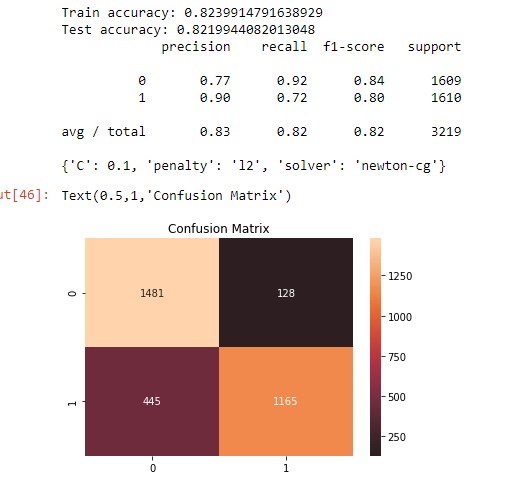 Train accuracy: 0.8239914791638929
Test accuracy: 0.8219944082013048
precision recall f1-score support
0 0.77 0.92 0.84 1609
1 0.90 0.72 0.80 1610
avg / total 0.83 0.82 0.82 3219
{'C': 0.1, 'penalty': 'l2', 'solver': 'newton-cg'}
ut[46]: Text(0.5,1,'Confusion Matrix')
Confusion Matrix
1250
0 1481 128
1000
750
500
1 445 1165
250
0 1